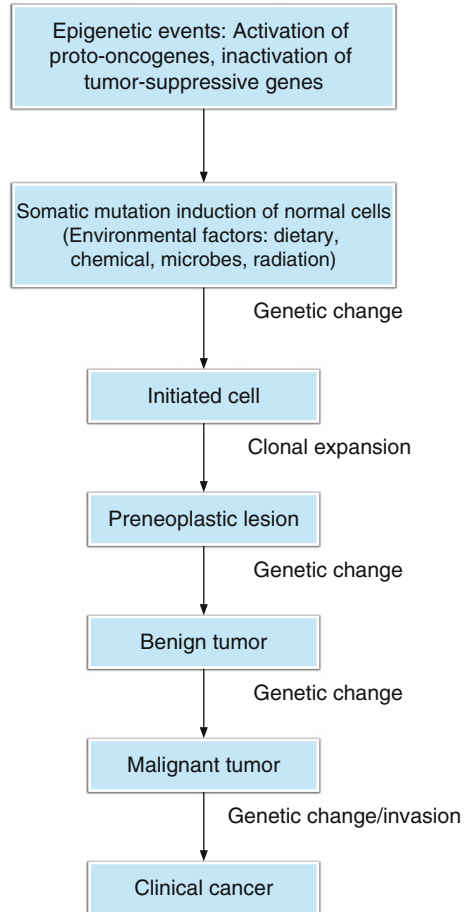 Epigenetic events: Activation of
proto-oncogenes, inactivation of
tumor-suppressive genes
Somatic mutation induction of normal cells
(Environmental factors: dietary,
chemical, microbes, radiation)
Genetic change
Initiated cell
Clonal expansion
Preneoplastic lesion
Genetic change
Benign tumor
Genetic change
Malignant tumor
Genetic change/invasion
Clinical cancer